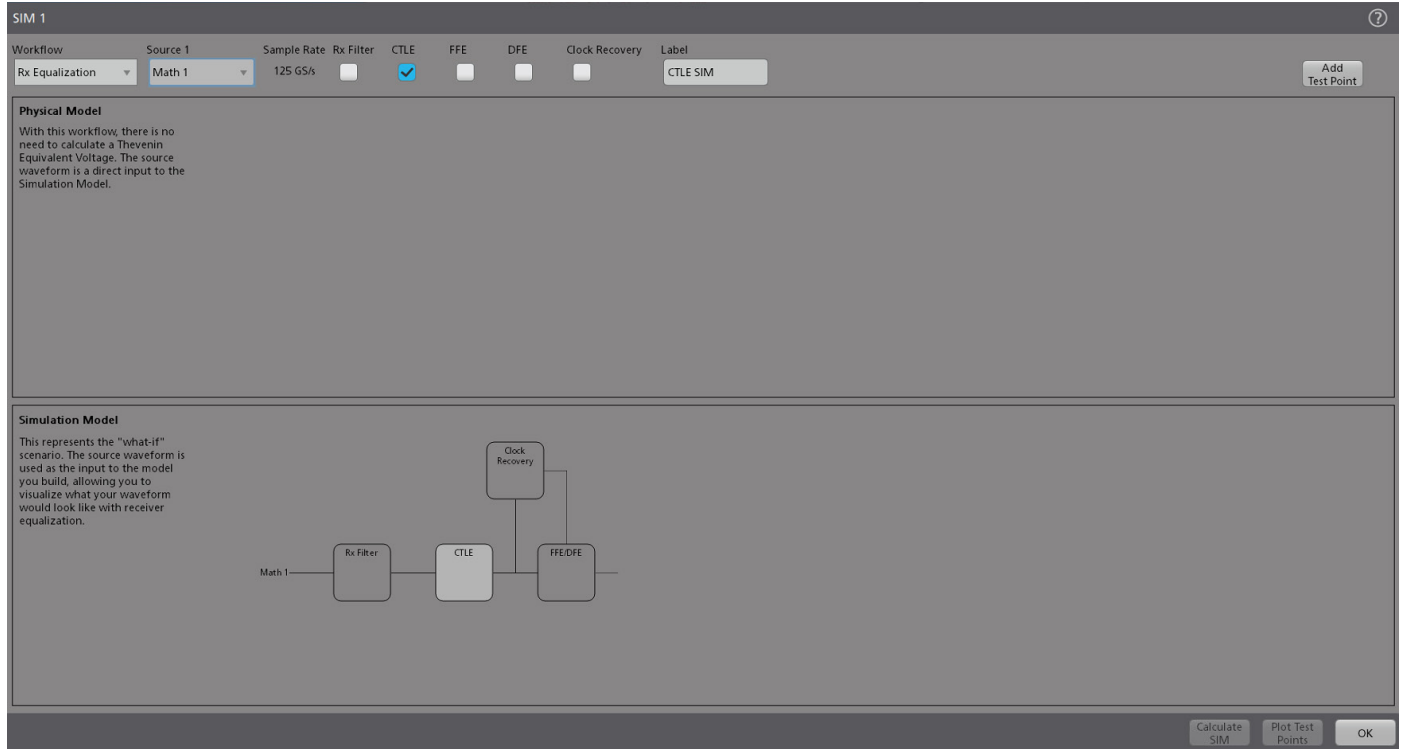 SIM 1
Workflow
Source 1
Sample Rate
Rx Filter
CTLE
FFE
DFE
Clock Recovery
Label
Rx Equalization
Math 1
125 GS/s
CTLE SIM
Add
Test Point
Physical Model
With this workflow, there is no
need to calculate a Thevenin
Equivalent Voltage. The source
waveform is a direct input to the
Simulation Model.
Simulation Model
This represents the "what-if"
scenario. The source waveform is
used as the input to the model
you build, allowing you to
visualize what your waveform
would look like with receiver
equalization.
Clock
Recovery
Math 1
Rx Filter
CTLE
FFE/DFE
Calculate
SIM
Plot Test
Points
OK